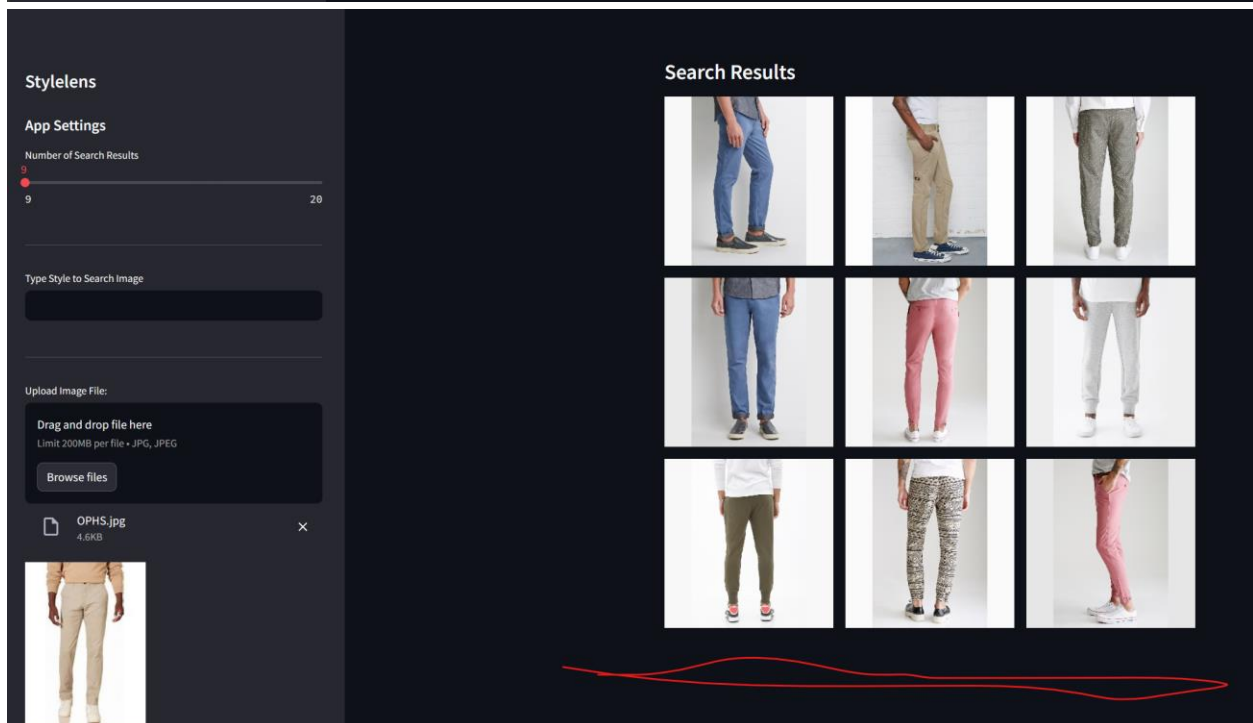 Stylelens
App Settings
Number of Search Results
9
9 20
Type Style to Search Image
Upload Image File:
Drag and drop file here
Limit 200MB per file • JPG, JPEG
Browse files
OPHS.jpg
4.6KB
Search Results